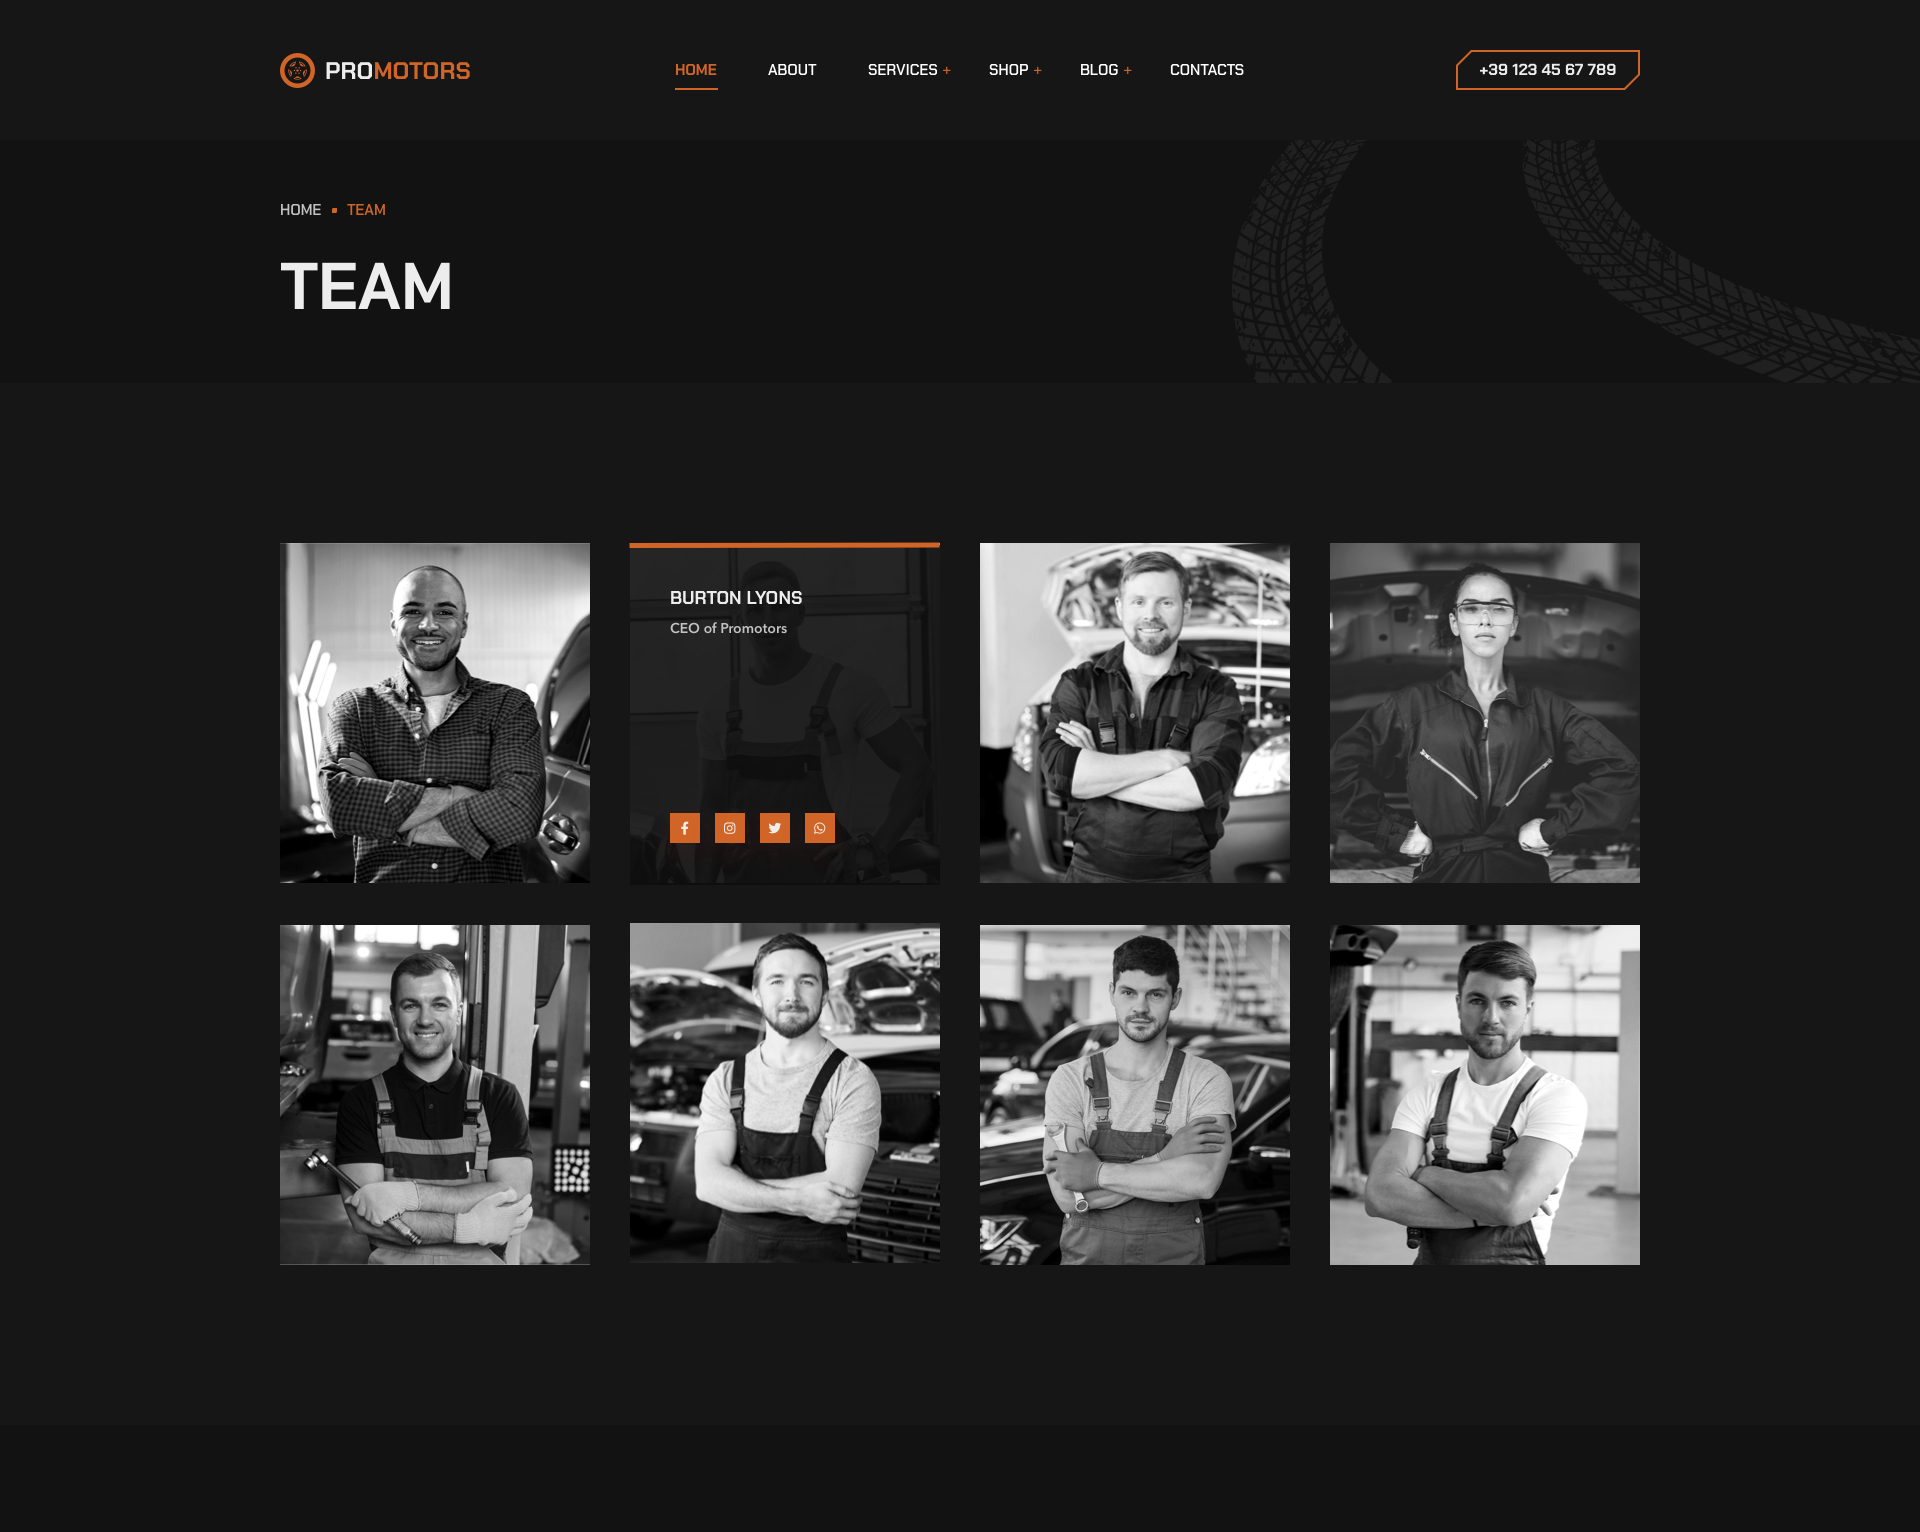 PROMOTORS
HOME
ABOUT
SERVICES +
SHOP +
BLOG +
CONTACTS
+39 123 45 67 789
HOME TEAM
TEAM
BURTON LYONS
CEO of Promotors